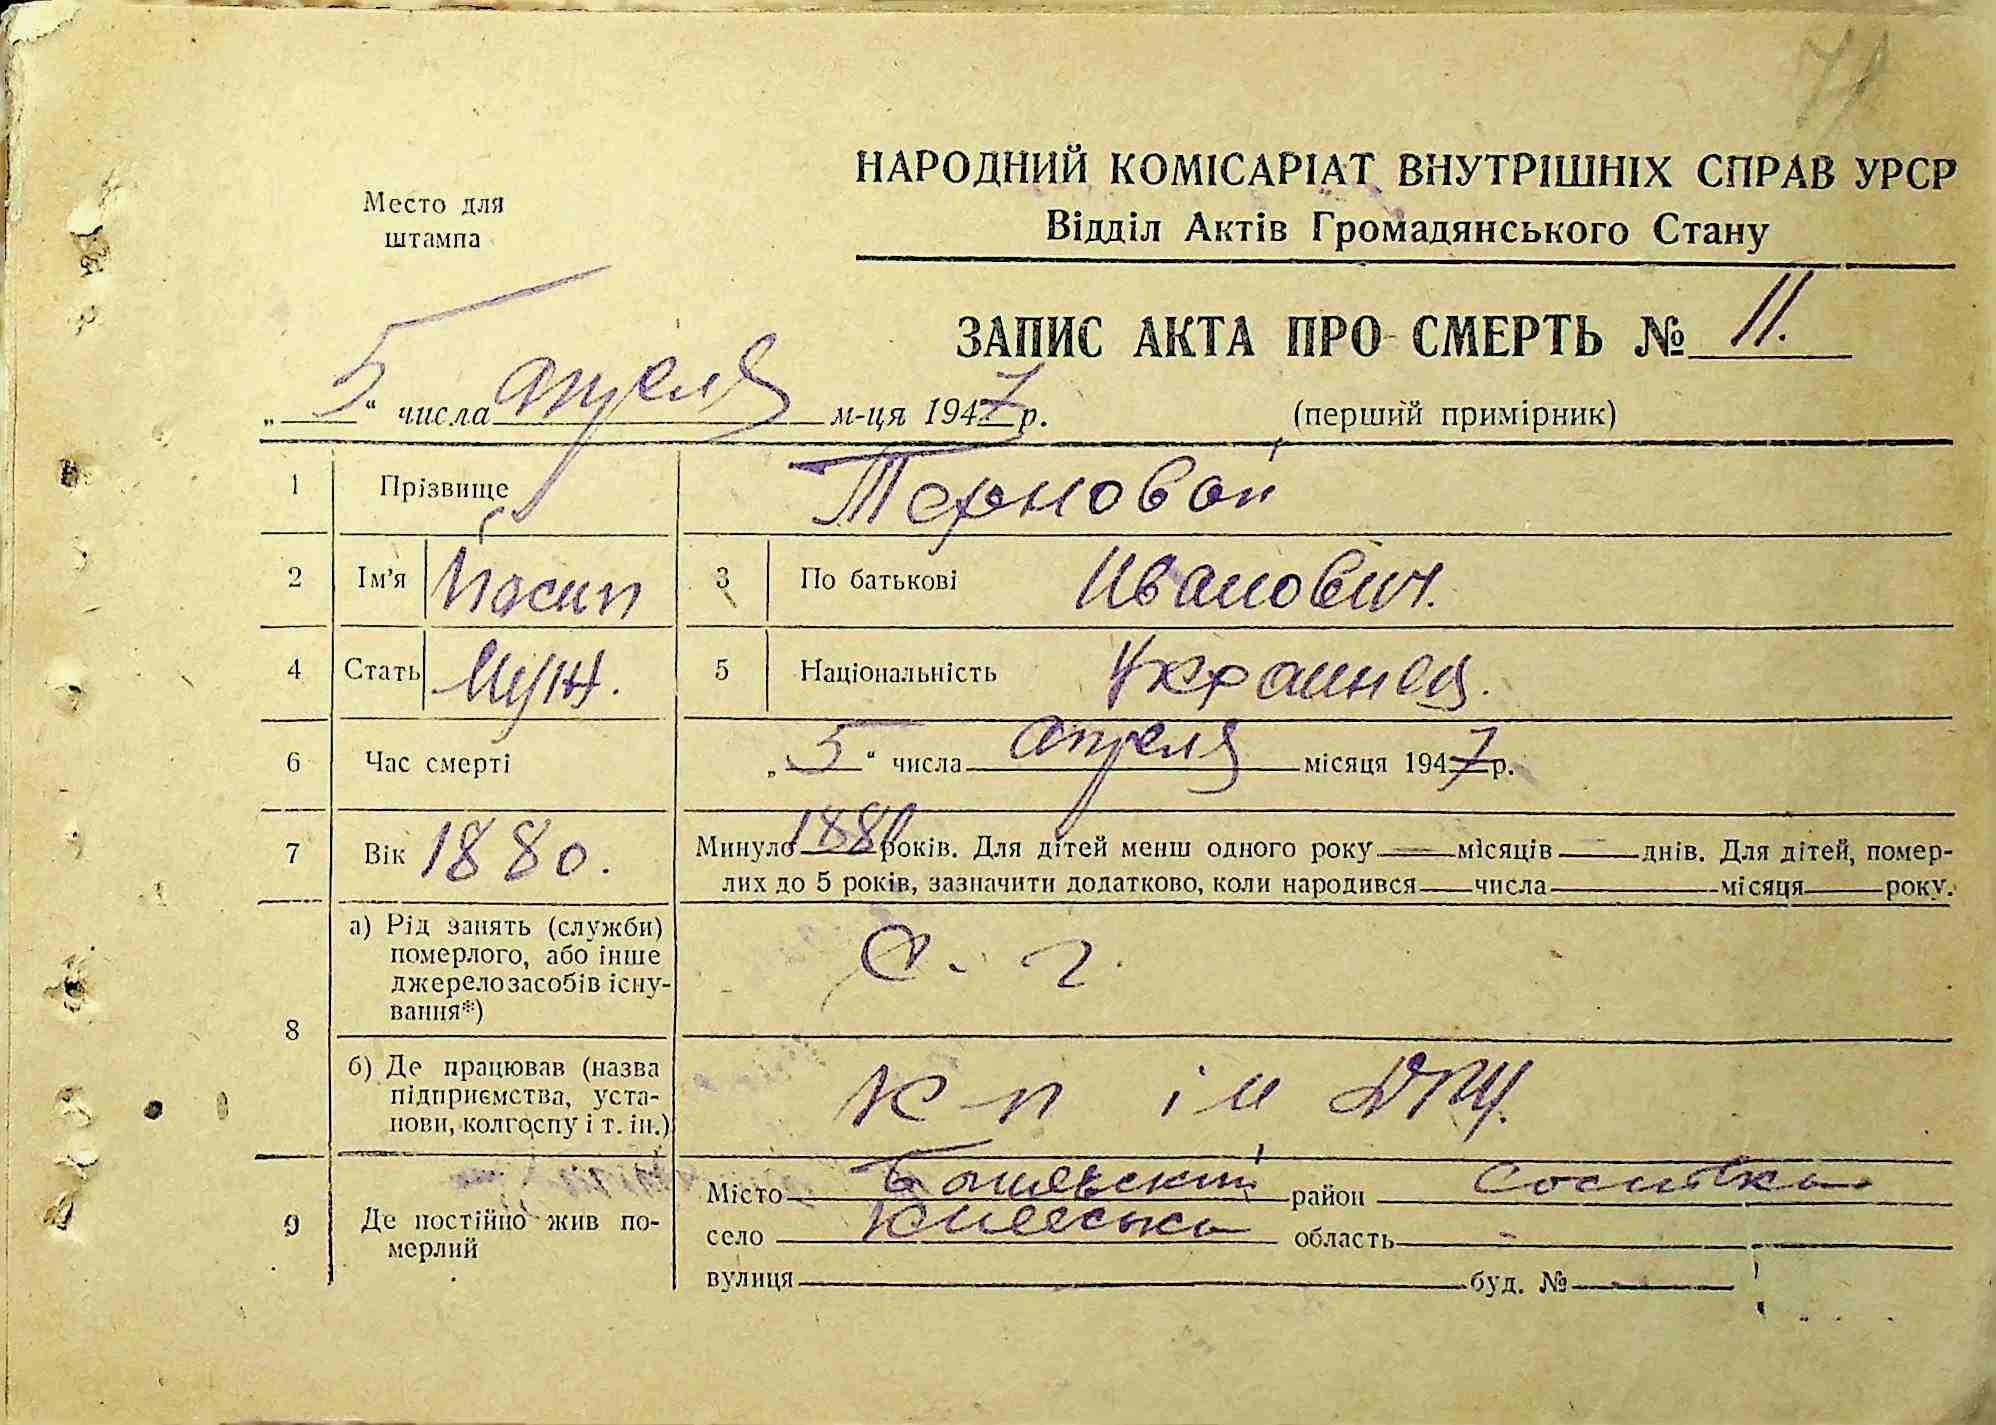 71
НАРОДНИЙ КОМІСАРІАТ ВНУТРІШНІХ СПРАВ УРСР
Відділ Актів Громадянського Стану
Место для
штампа
ЗАПИС АКТА ПРО СМЕРТЬ № 11.
„5“ числа апреля м-ця 1947 р.
(перший примірник)
1 Прізвище Терновой
2 Ім'я Йосип 3 По батькові Иванович.
4 Стать Муж. 5 Національність Украинец.
6 Час смерті „5“ числа апреля місяця 1947 р.
7 Вік 1880. Минуло 1880 років. Для дітей менш одного року — місяців — днів. Для дітей, помер-
лих до 5 років, зазначити додатково, коли народився числа місяця року.
8 а) Рід занять (служби)
померлого, або інше
джерело засобів існу-
вання*)
С. г.
б) Де працював (назва
підприємства, уста-
нови, колгоспу і т. ін.)
К-п ім ДПУ.
9 Де постійно жив по-
мерлий
Місто район Сосновка
село Киевська область -
вулиця буд. №